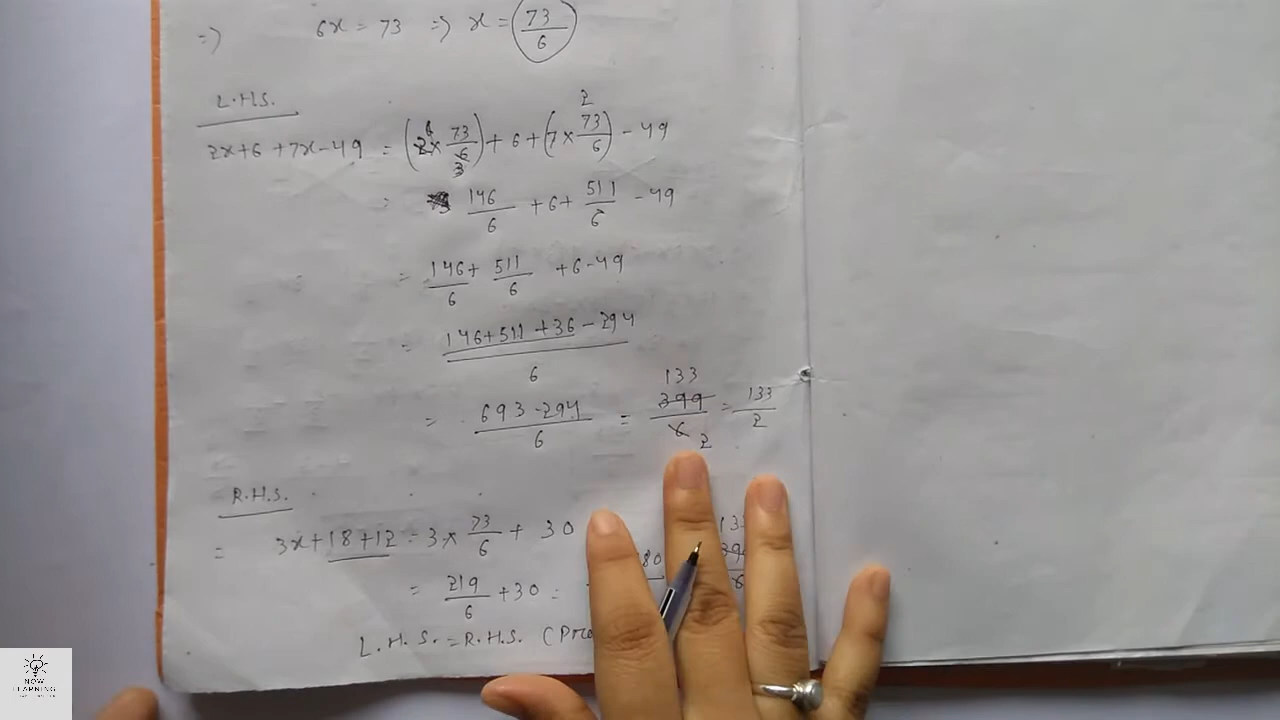 => 6x = 73 => x = 73/6
L.H.S.
2x+6+7x-49 = (2 × 73/6) + 6 + (7 × 73/6) - 49
= 146/6 + 6 + 511/6 - 49
= 146/6 + 511/6 + 6 - 49
= 146+511+36-294/6
= 693-294/6 = 399/6 = 133/2
R.H.S.
= 3x+18+12 = 3 × 73/6 + 30
= 219/6 + 30 =
L.H.S. = R.H.S.
NOW
LEARNING